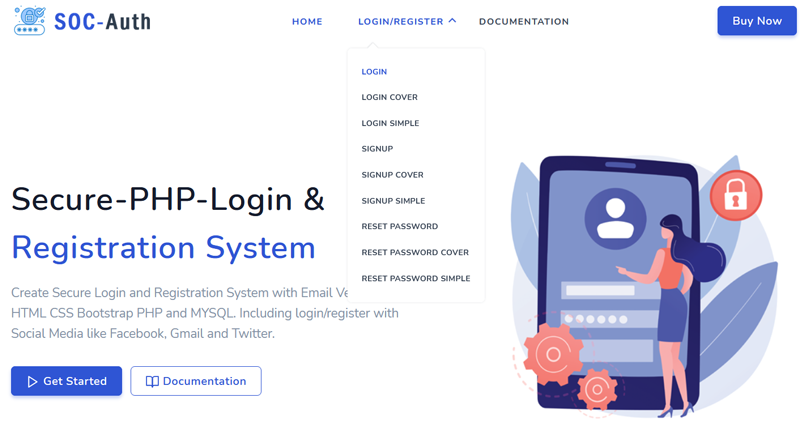 SOC-Auth
HOME
LOGIN/REGISTER
DOCUMENTATION
Buy Now
LOGIN
LOGIN COVER
LOGIN SIMPLE
SIGNUP
SIGNUP COVER
SIGNUP SIMPLE
RESET PASSWORD
RESET PASSWORD COVER
RESET PASSWORD SIMPLE
Secure-PHP-Login &
Registration System
Create Secure Login and Registration System with Email
HTML CSS Bootstrap PHP and MYSQL. Including login/register with
Social Media like Facebook, Gmail and Twitter.
Get Started
Documentation